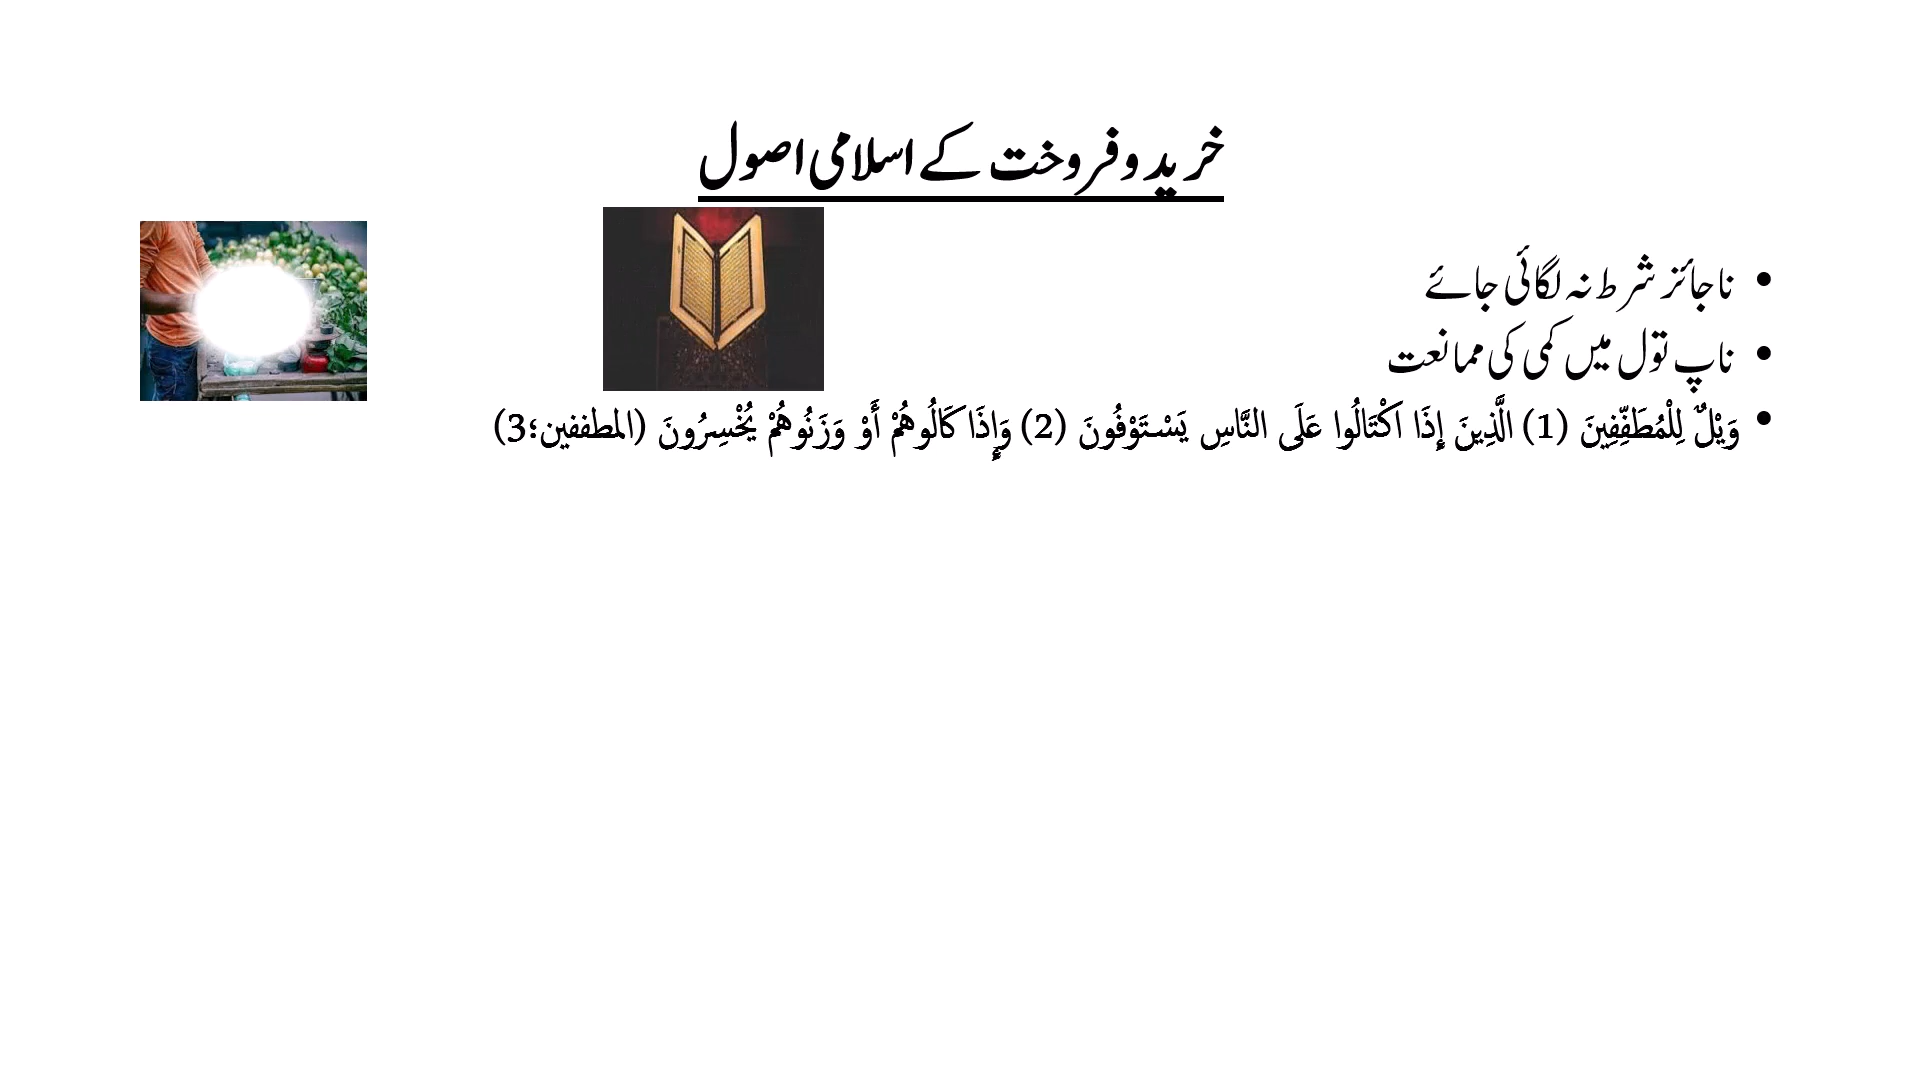 خرید وفروخت کے اسلامی اصول
• ناجائز شرط نہ لگائی جائے
• ناپ تول میں کمی کی ممانعت
• وَيْلٌ لِلْمُطَفِّفِينَ (1) الَّذِينَ إِذَا اكْتَالُوا عَلَى النَّاسِ يَسْتَوْفُونَ (2) وَإِذَا كَالُوهُمْ أَوْ وَزَنُوهُمْ يُخْسِرُونَ (المطففين؛3)